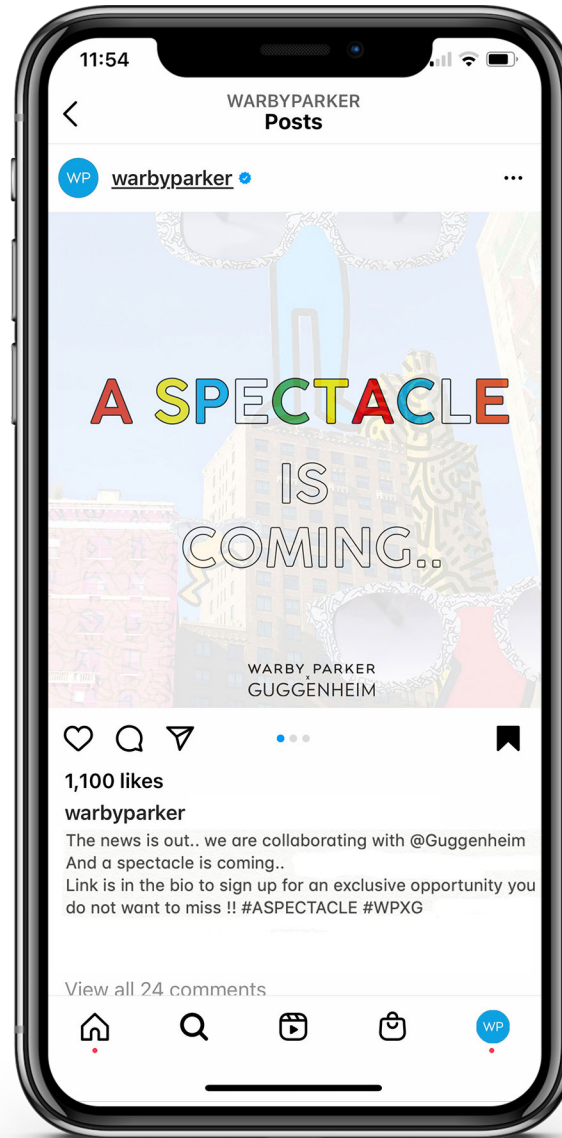 11:54
WARBYPARKER
Posts
WP warbyparker
A SPECTACLE
IS
COMING..
WARBY PARKER
x
GUGGENHEIM
1,100 likes
warbyparker
The news is out.. we are collaborating with @Guggenheim
And a spectacle is coming..
Link is in the bio to sign up for an exclusive opportunity you
do not want to miss !! #ASPECTACLE #WPXG
View all 24 comments
WP